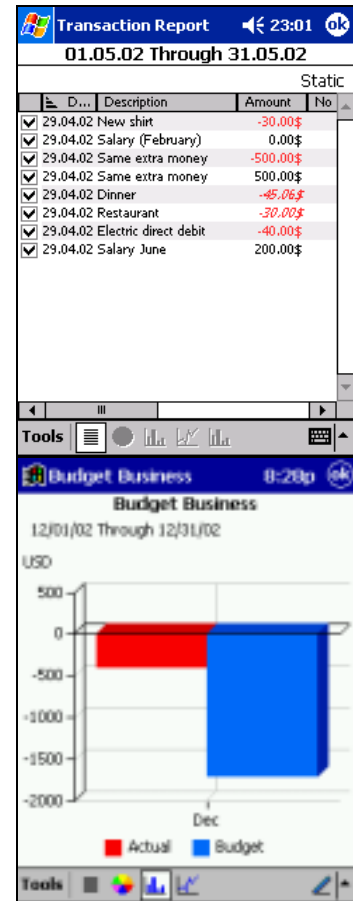 Transaction Report 23:01 ok
01.05.02 Through 31.05.02
Static
D... Description Amount No
29.04.02 New shirt -30.00$
29.04.02 Salary (February) 0.00$
29.04.02 Same extra money -500.00$
29.04.02 Same extra money 500.00$
29.04.02 Dinner -45.06$
29.04.02 Restaurant -30.00$
29.04.02 Electric direct debit -40.00$
29.04.02 Salary June 200.00$
Tools
Budget Business 8:28p ok
Budget Business
12/01/02 Through 12/31/02
USD
500
0
-500
-1000
-1500
-2000
Dec
Actual Budget
Tools